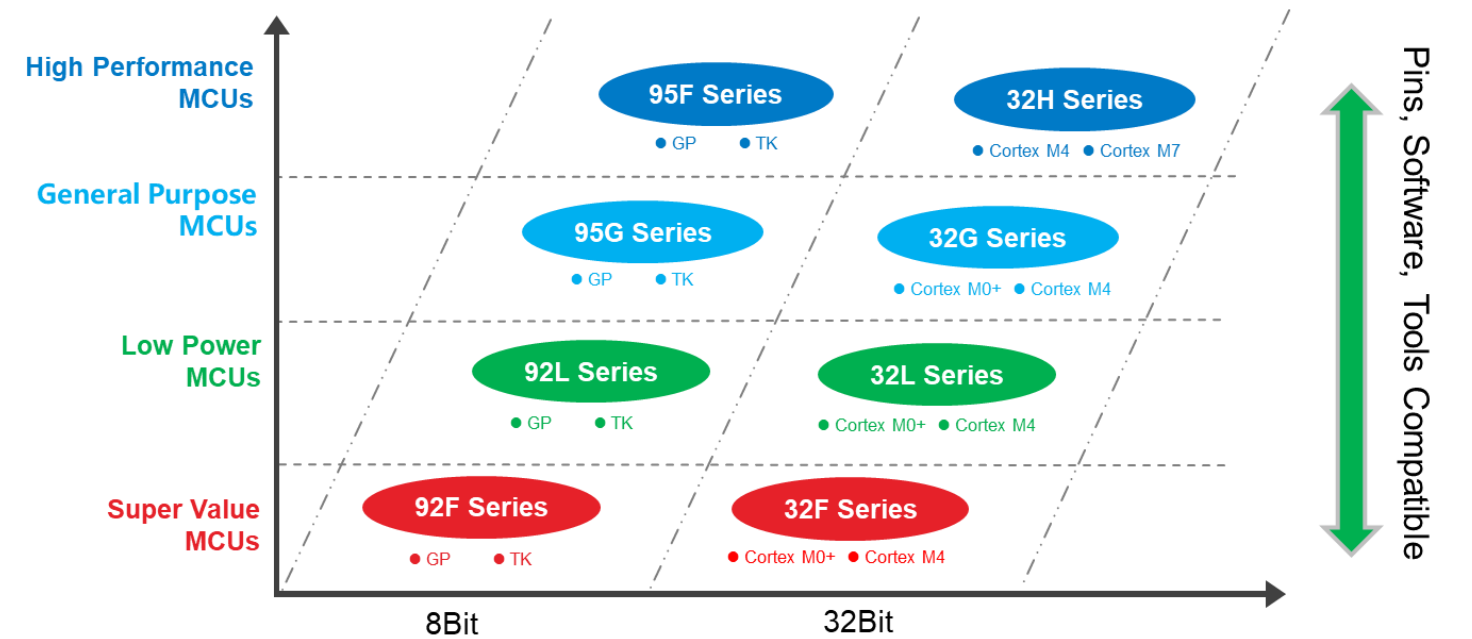 High Performance
MCUs
95F Series
GP
TK
32H Series
Cortex M4
Cortex M7
General Purpose
MCUs
95G Series
GP
TK
32G Series
Cortex M0+
Cortex M4
Low Power
MCUs
92L Series
GP
TK
32L Series
Cortex M0+
Cortex M4
Super Value
MCUs
92F Series
GP
TK
32F Series
Cortex M0+
Cortex M4
8Bit
32Bit
Pins, Software, Tools Compatible